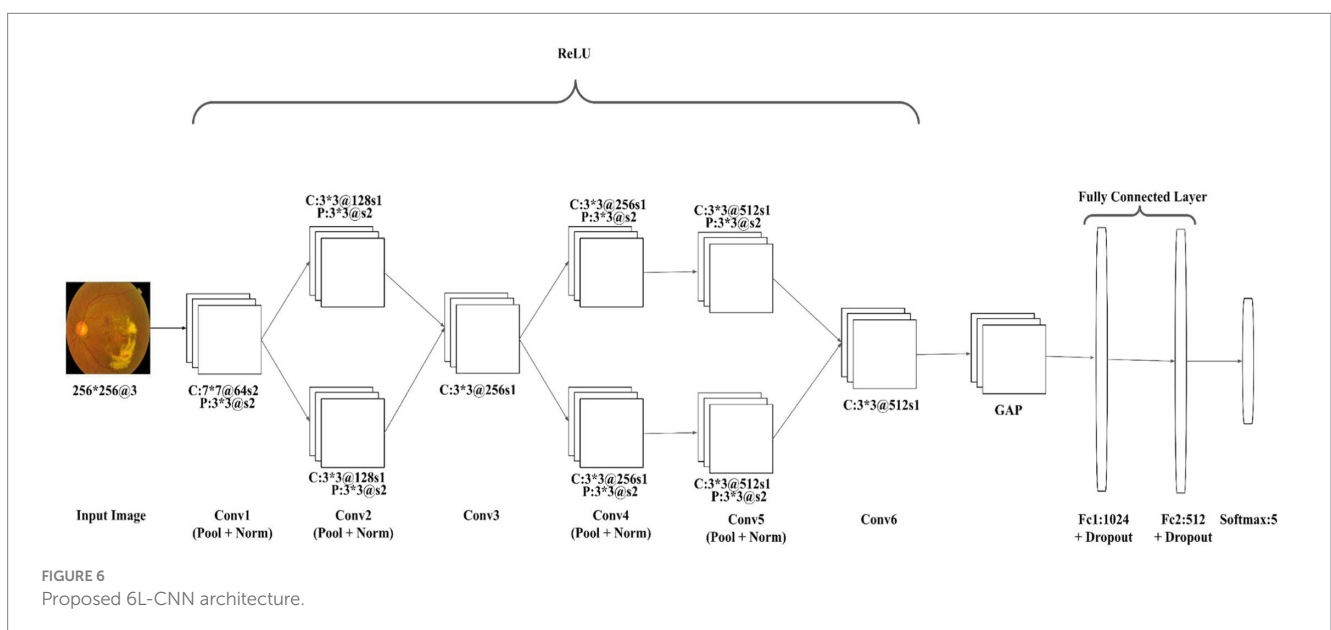 ReLU
C:3*3@128s1
P:3*3@s2
C:3*3@256s1
P:3*3@s2
C:3*3@512s1
P:3*3@s2
Fully Connected Layer
256*256@3
C:7*7@64s2
P:3*3@s2
C:3*3@256s1
C:3*3@512s1
GAP
C:3*3@128s1
P:3*3@s2
C:3*3@256s1
P:3*3@s2
C:3*3@512s1
P:3*3@s2
Input Image
Conv1
(Pool + Norm)
Conv2
(Pool + Norm)
Conv3
Conv4
(Pool + Norm)
Conv5
(Pool + Norm)
Conv6
Fc1:1024
+ Dropout
Fc2:512
+ Dropout
Softmax:5
FIGURE 6
Proposed 6L-CNN architecture.